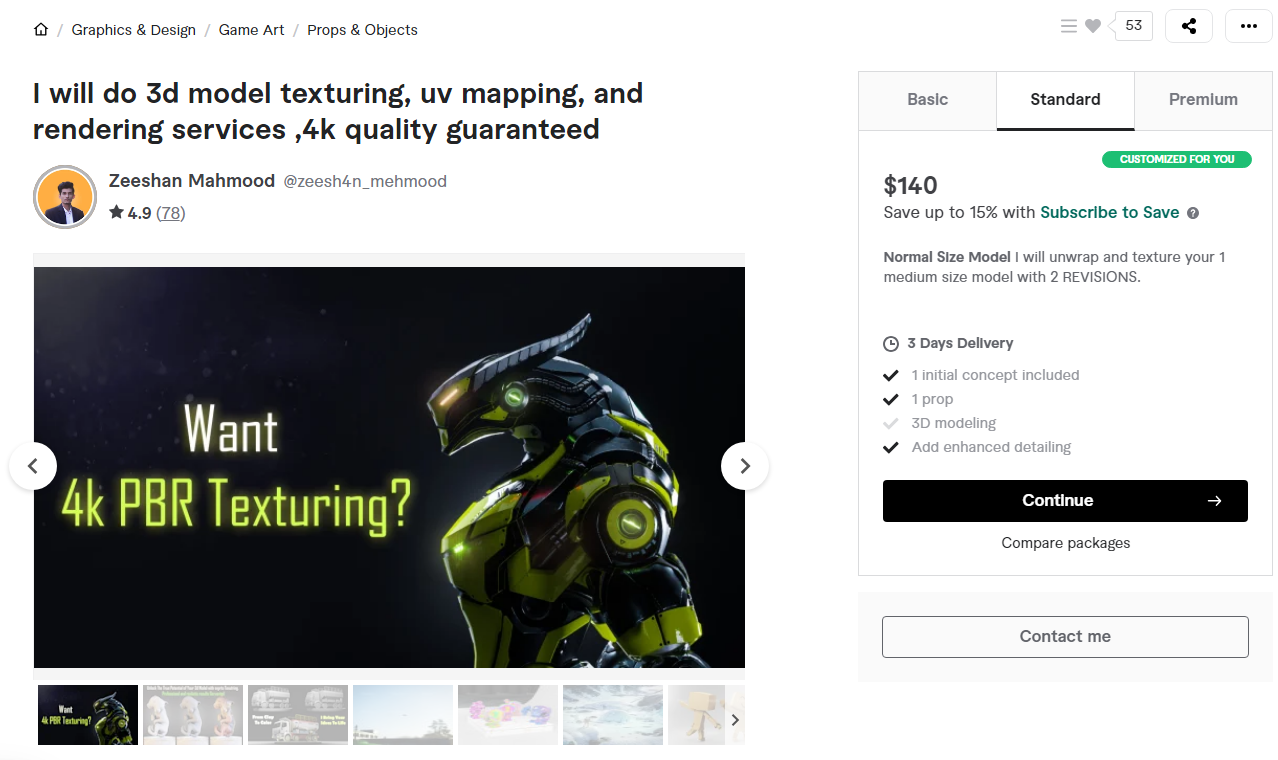 / Graphics & Design / Game Art / Props & Objects
53
I will do 3d model texturing, uv mapping, and
rendering services ,4k quality guaranteed
Zeeshan Mahmood @zeesh4n_mehmood
4.9 (78)
Want
4k PBR Texturing?
Want
4k PBR Texturing?
Basic
Standard
Premium
CUSTOMIZED FOR YOU
$140
Save up to 15% with Subscribe to Save ?
Normal Size Model I will unwrap and texture your 1
medium size model with 2 REVISIONS.
3 Days Delivery
1 initial concept included
1 prop
3D modeling
Add enhanced detailing
Continue
Compare packages
Contact me